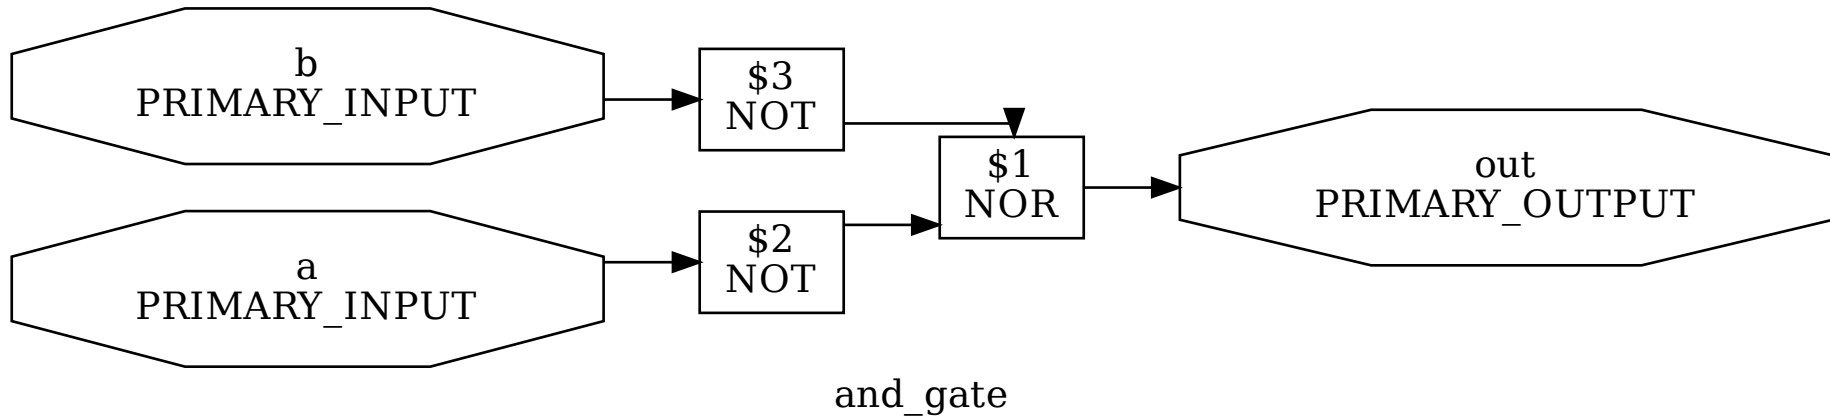 b
PRIMARY_INPUT
$3
NOT
$1
NOR
out
PRIMARY_OUTPUT
a
PRIMARY_INPUT
$2
NOT
and_gate